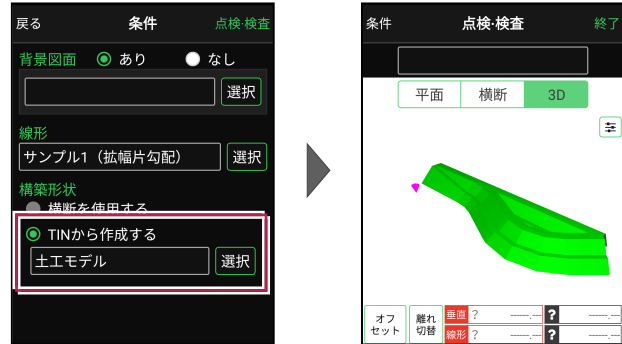 戻る 条件 点検·検査
背景図面 あり なし
選択
線形
サンプル1（拡幅片勾配） 選択
構築形状
横断を使用する
TINから作成する
土工モデル 選択
条件 点検·検査 終了
平面 横断 3D
オフセット 離れ切替 垂直 ? -----.--- ? -----.---
線形 ? -----.--- ? -----.---